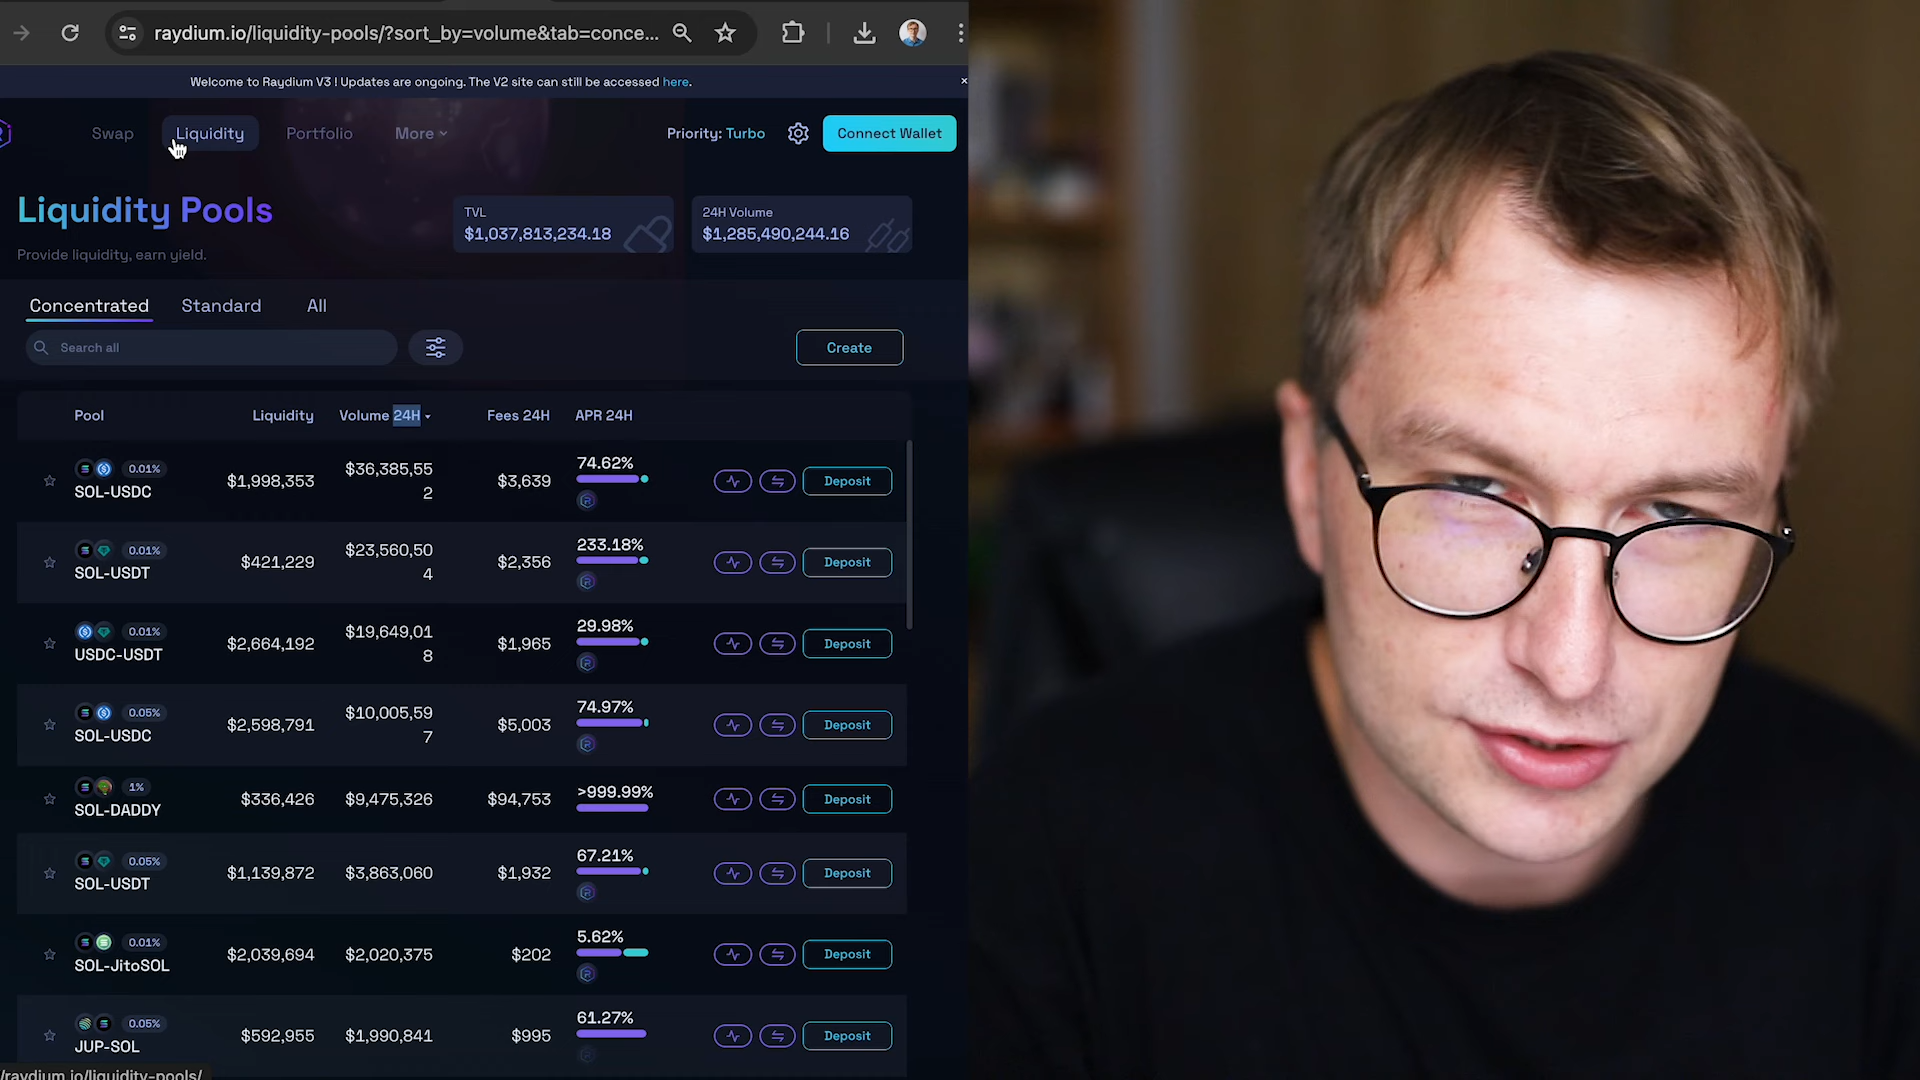 raydium.io/liquidity-pools/?sort_by=volume&tab=conce...
Welcome to Raydium V3 ! Updates are ongoing. The V2 site can still be accessed here.
Swap Liquidity Portfolio More Priority: Turbo Connect Wallet
Liquidity Pools
Provide liquidity, earn yield.
TVL
$1,037,813,234.18
24H Volume
$1,285,490,244.16
Concentrated Standard All
Search all
Create
Pool Liquidity Volume 24H Fees 24H APR 24H
0.01%
SOL-USDC $1,998,353 $36,385,55
2 $3,639 74.62% Deposit
0.01%
SOL-USDT $421,229 $23,560,50
4 $2,356 233.18% Deposit
0.01%
USDC-USDT $2,664,192 $19,649,01
8 $1,965 29.98% Deposit
0.05%
SOL-USDC $2,598,791 $10,005,59
7 $5,003 74.97% Deposit
1%
SOL-DADDY $336,426 $9,475,326 $94,753 >999.99% Deposit
0.05%
SOL-USDT $1,139,872 $3,863,060 $1,932 67.21% Deposit
0.01%
SOL-JitoSOL $2,039,694 $2,020,375 $202 5.62% Deposit
0.05%
JUP-SOL $592,955 $1,990,841 $995 61.27% Deposit
/raydium.io/liquidity-pools/